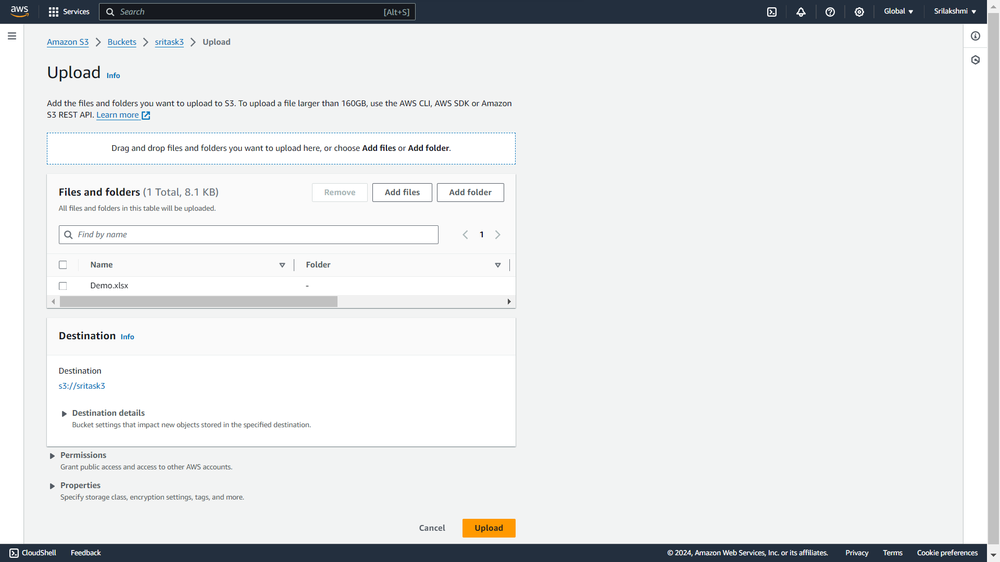 aws
Services
Search [Alt+S]
Global
Srilakshmi
Amazon S3 > Buckets > sritask3 > Upload
Upload Info
Add the files and folders you want to upload to S3. To upload a file larger than 160GB, use the AWS CLI, AWS SDK or Amazon
S3 REST API. Learn more
Drag and drop files and folders you want to upload here, or choose Add files or Add folder.
Files and folders (1 Total, 8.1 KB)
Remove
Add files
Add folder
All files and folders in this table will be uploaded.
Find by name
1
Name
Folder
Demo.xlsx
-
Destination Info
Destination
s3://sritask3
Destination details
Bucket settings that impact new objects stored in the specified destination.
Permissions
Grant public access and access to other AWS accounts.
Properties
Specify storage class, encryption settings, tags, and more.
Cancel
Upload
CloudShell
Feedback
© 2024, Amazon Web Services, Inc. or its affiliates.
Privacy
Terms
Cookie preferences